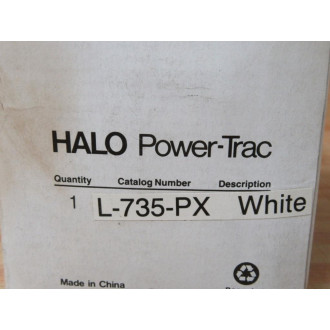 HALO Power-Trac
Quantity Catalog Number Description
1 L-735-PX White
Made in China